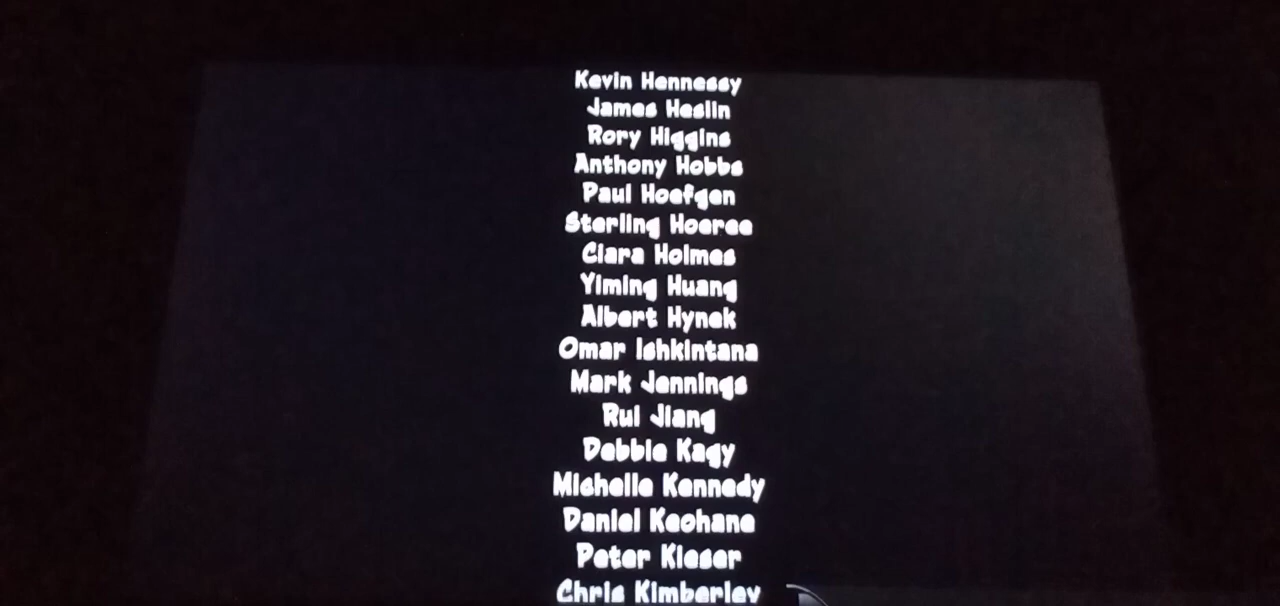 Kevin Hennessy
James Heslin
Rory Higgins
Anthony Hobbs
Paul Hoefgen
Sterling Hoeree
Ciara Holmes
Yiming Huang
Albert Hynek
Omar Ishkintana
Mark Jennings
Rui Jiang
Debbie Kagy
Michelle Kennedy
Daniel Keohane
Peter Kieser
Chris Kimberley